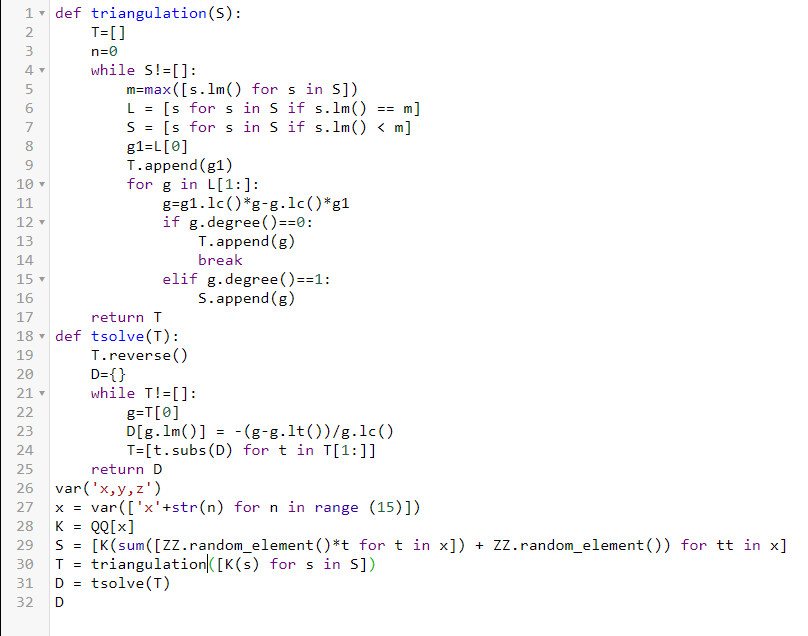 1 def triangulation(S):
2 T=[]
3 n=0
4 while S!=[]:
5 m=max([s.lm() for s in S])
6 L = [s for s in S if s.lm() == m]
7 S = [s for s in S if s.lm() < m]
8 g1=L[0]
9 T.append(g1)
10 for g in L[1:]:
11 g=g1.lc()*g-g.lc()*g1
12 if g.degree()==0:
13 T.append(g)
14 break
15 elif g.degree()==1:
16 S.append(g)
17 return T
18 def tsolve(T):
19 T.reverse()
20 D={}
21 while T!=[]:
22 g=T[0]
23 D[g.lm()] = -(g-g.lt())/g.lc()
24 T=[t.subs(D) for t in T[1:]]
25 return D
26 var('x,y,z')
27 x = var(['x'+str(n) for n in range (15)])
28 K = QQ[x]
29 S = [K(sum([ZZ.random_element()*t for t in x]) + ZZ.random_element()) for tt in x]
30 T = triangulation([K(s) for s in S])
31 D = tsolve(T)
32 D